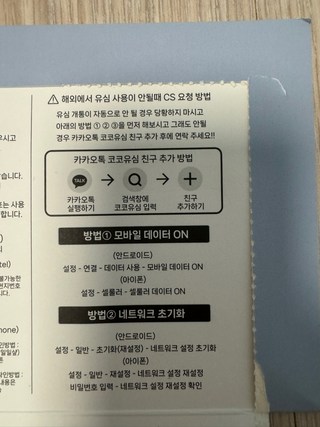 ⚠ 해외에서 유심 사용이 안될때 CS 요청 방법
유심 개통이 자동으로 안 될 경우 당황하지 마시고
아래의 방법 ① ② ③을 먼저 해보시고 그래도 안될
경우 카카오톡 코코유심 친구 추가 후에 연락 주세요!!
카카오톡 코코유심 친구 추가 방법
TALK → → +
카카오톡 실행하기
검색창에 코코유심 입력
친구 추가하기
방법① 모바일 데이터 ON
(안드로이드)
설정 - 연결 - 데이터 사용 - 모바일 데이터 ON
(아이폰)
설정 - 셀룰러 - 셀룰러 데이터 ON
방법② 네트워크 초기화
(안드로이드)
설정 - 일반 - 초기화(재설정) - 네트워크 설정 초기화
(아이폰)
설정 - 일반 - 재설정 - 네트워크 설정 재설정
비밀번호 입력 - 네트워크 설정 재설정 확인